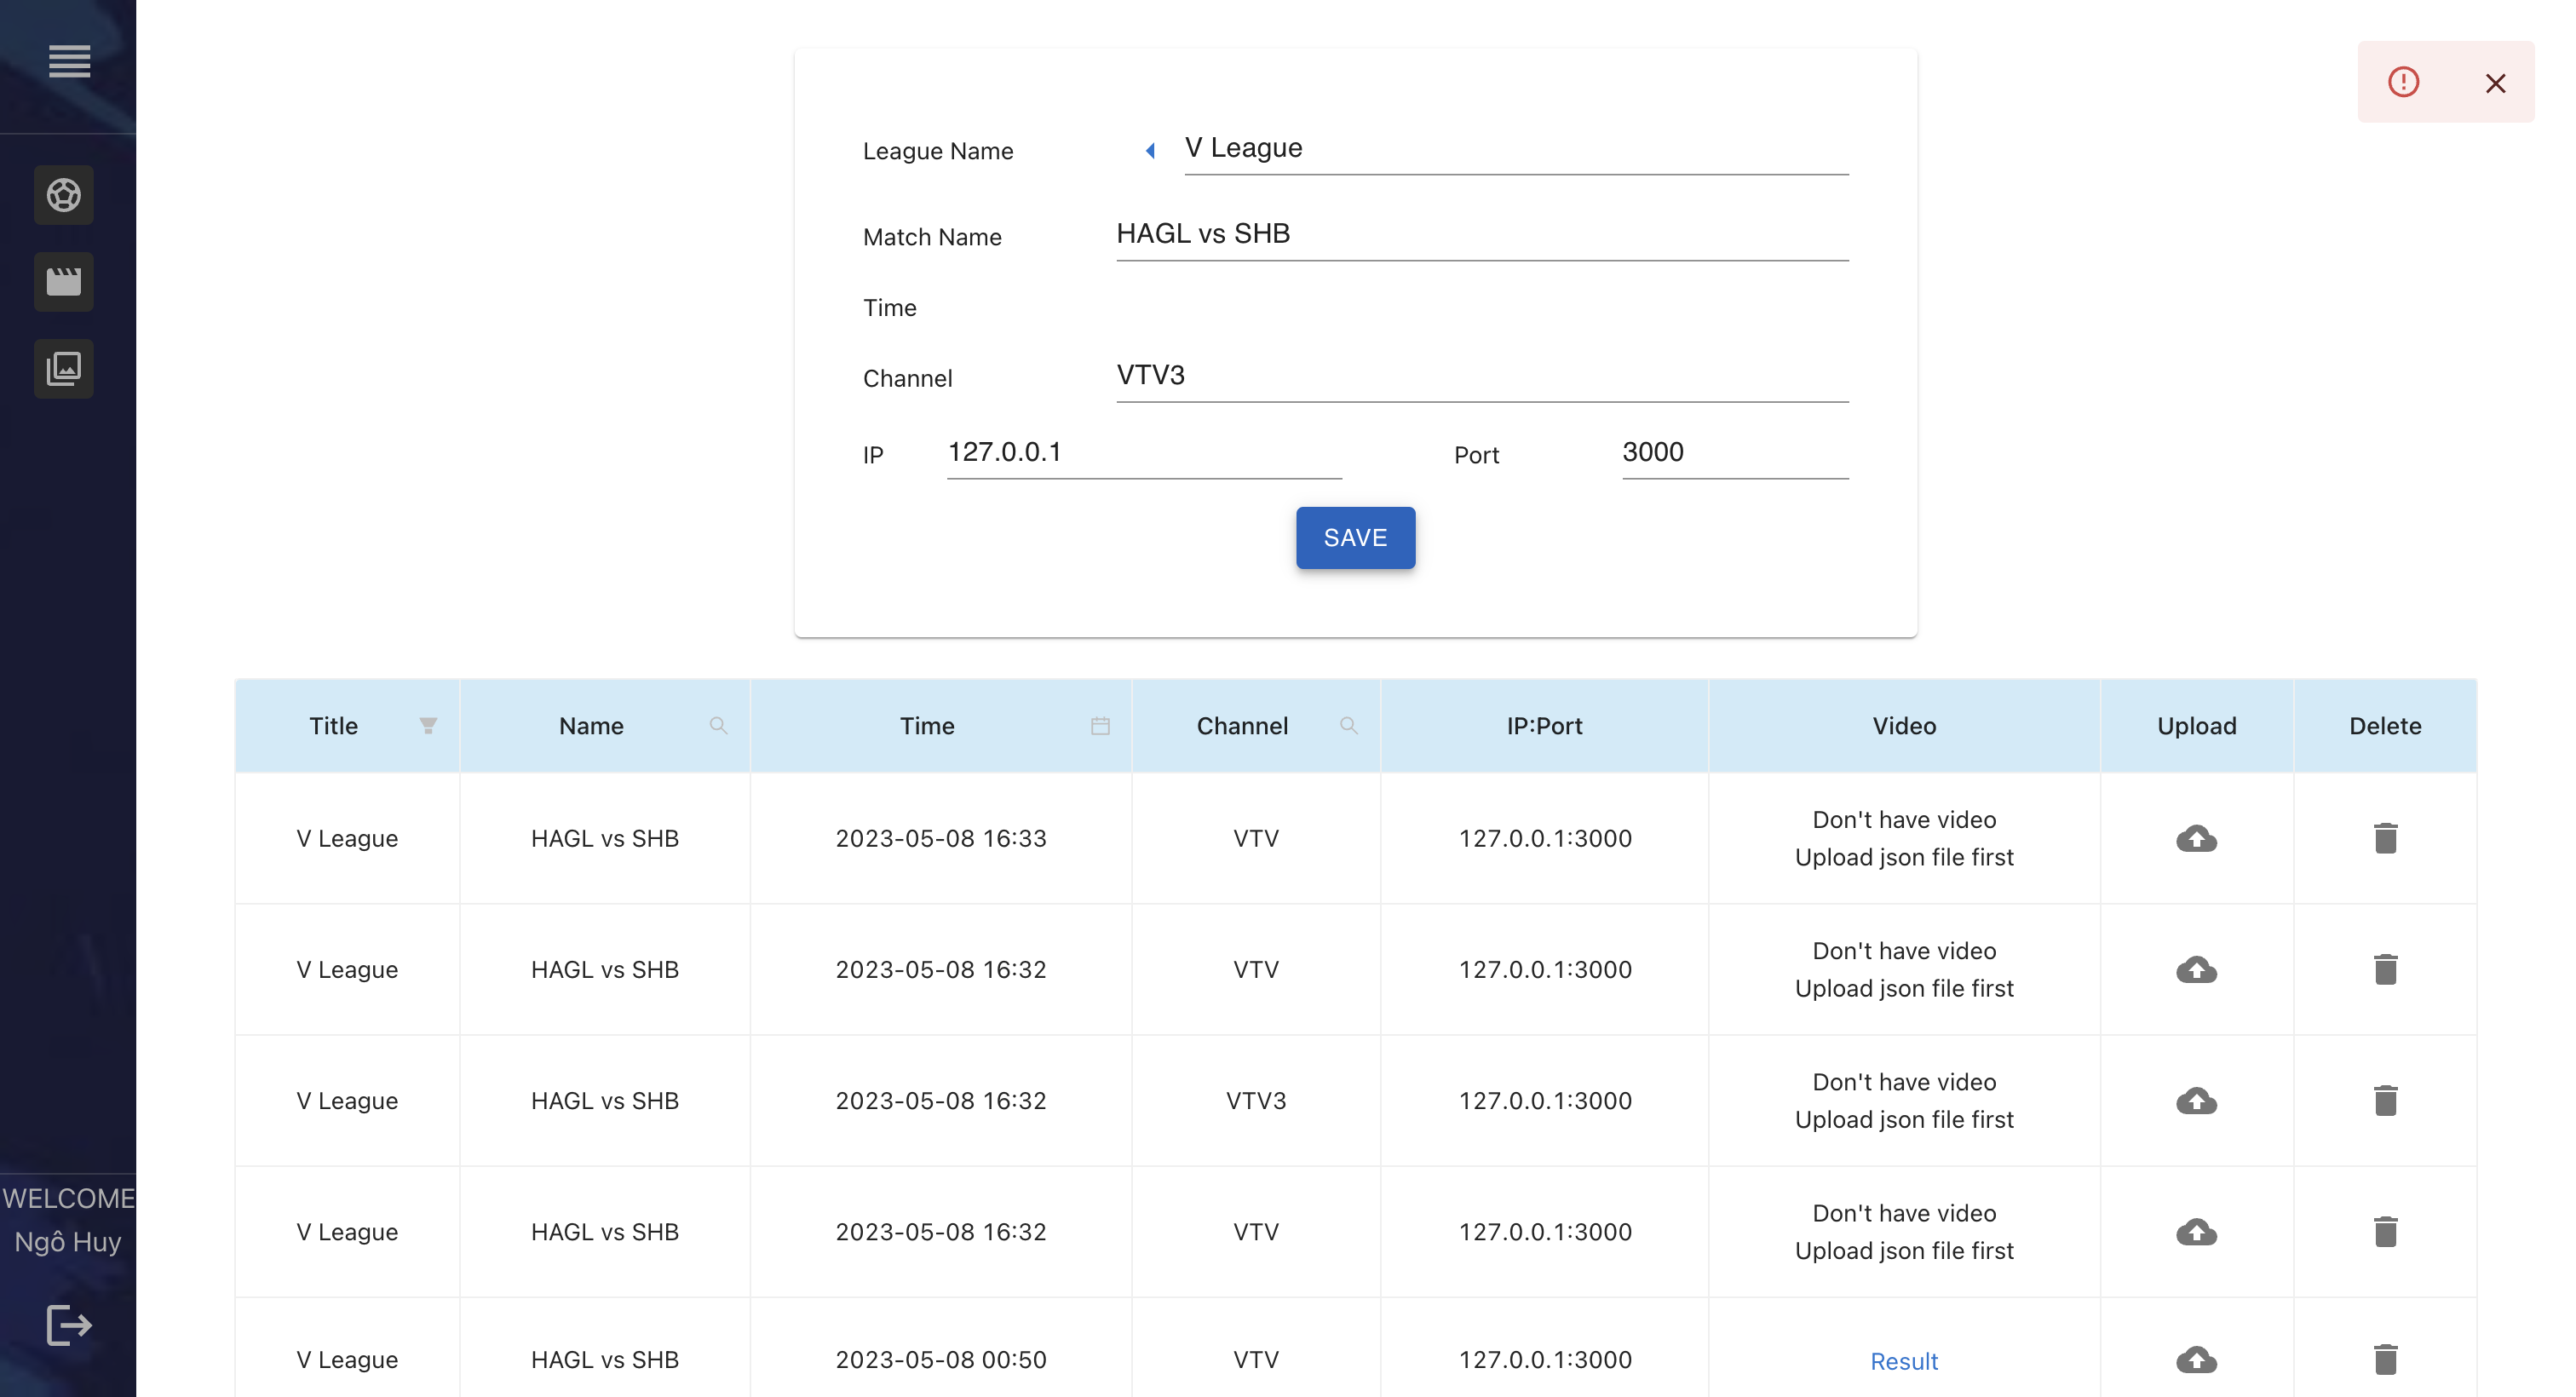 League Name
V League
Match Name
HAGL vs SHB
Time
Channel
VTV3
IP
127.0.0.1
Port
3000
SAVE
Title Name Time Channel IP:Port Video Upload Delete
V League HAGL vs SHB 2023-05-08 16:33 VTV 127.0.0.1:3000 Don't have video
Upload json file first
V League HAGL vs SHB 2023-05-08 16:32 VTV 127.0.0.1:3000 Don't have video
Upload json file first
V League HAGL vs SHB 2023-05-08 16:32 VTV3 127.0.0.1:3000 Don't have video
Upload json file first
V League HAGL vs SHB 2023-05-08 16:32 VTV 127.0.0.1:3000 Don't have video
Upload json file first
V League HAGL vs SHB 2023-05-08 00:50 VTV 127.0.0.1:3000 Result
WELCOME
Ngô Huy